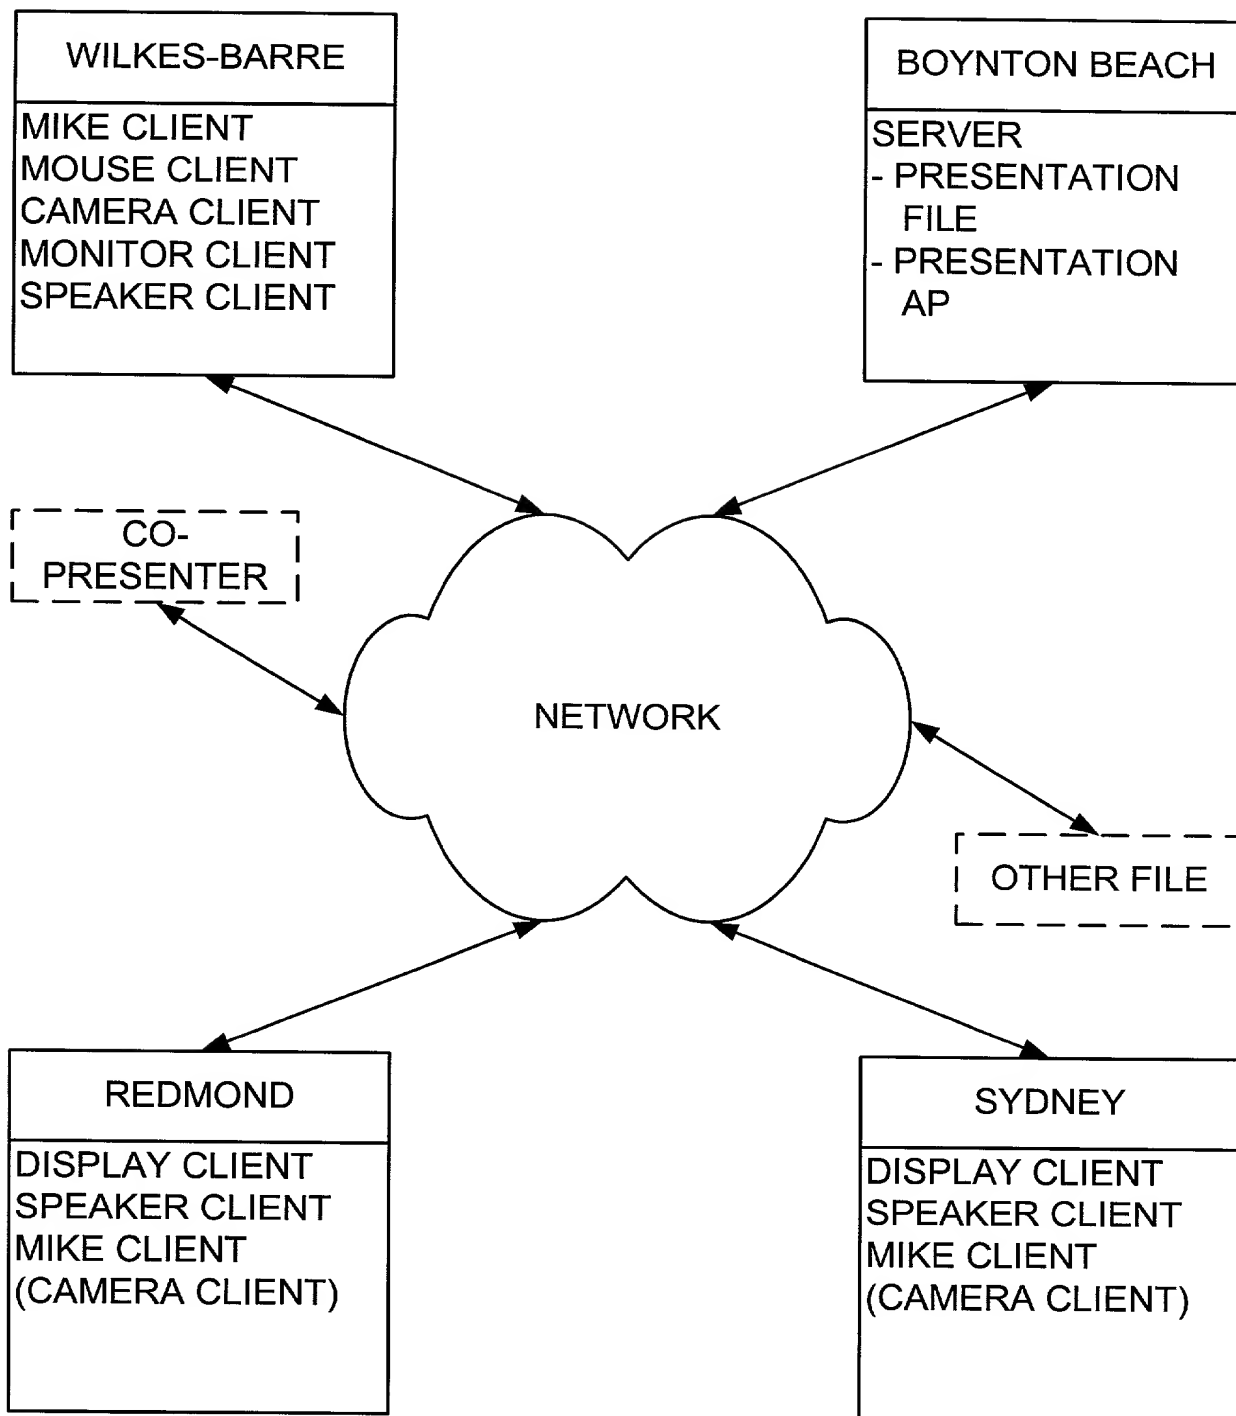 WILKES-BARRE
MIKE CLIENT
MOUSE CLIENT
CAMERA CLIENT
MONITOR CLIENT
SPEAKER CLIENT
BOYNTON BEACH
SERVER
- PRESENTATION
FILE
- PRESENTATION
AP
CO-
PRESENTER
NETWORK
OTHER FILE
REDMOND
DISPLAY CLIENT
SPEAKER CLIENT
MIKE CLIENT
(CAMERA CLIENT)
SYDNEY
DISPLAY CLIENT
SPEAKER CLIENT
MIKE CLIENT
(CAMERA CLIENT)